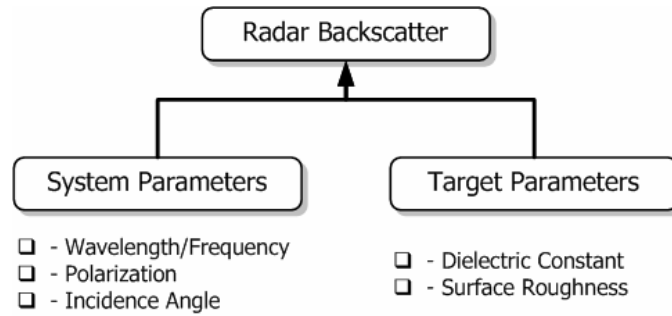 Radar Backscatter
System Parameters
Target Parameters
❑ - Wavelength/Frequency
❑ - Polarization
❑ - Incidence Angle
❑ - Dielectric Constant
❑ - Surface Roughness